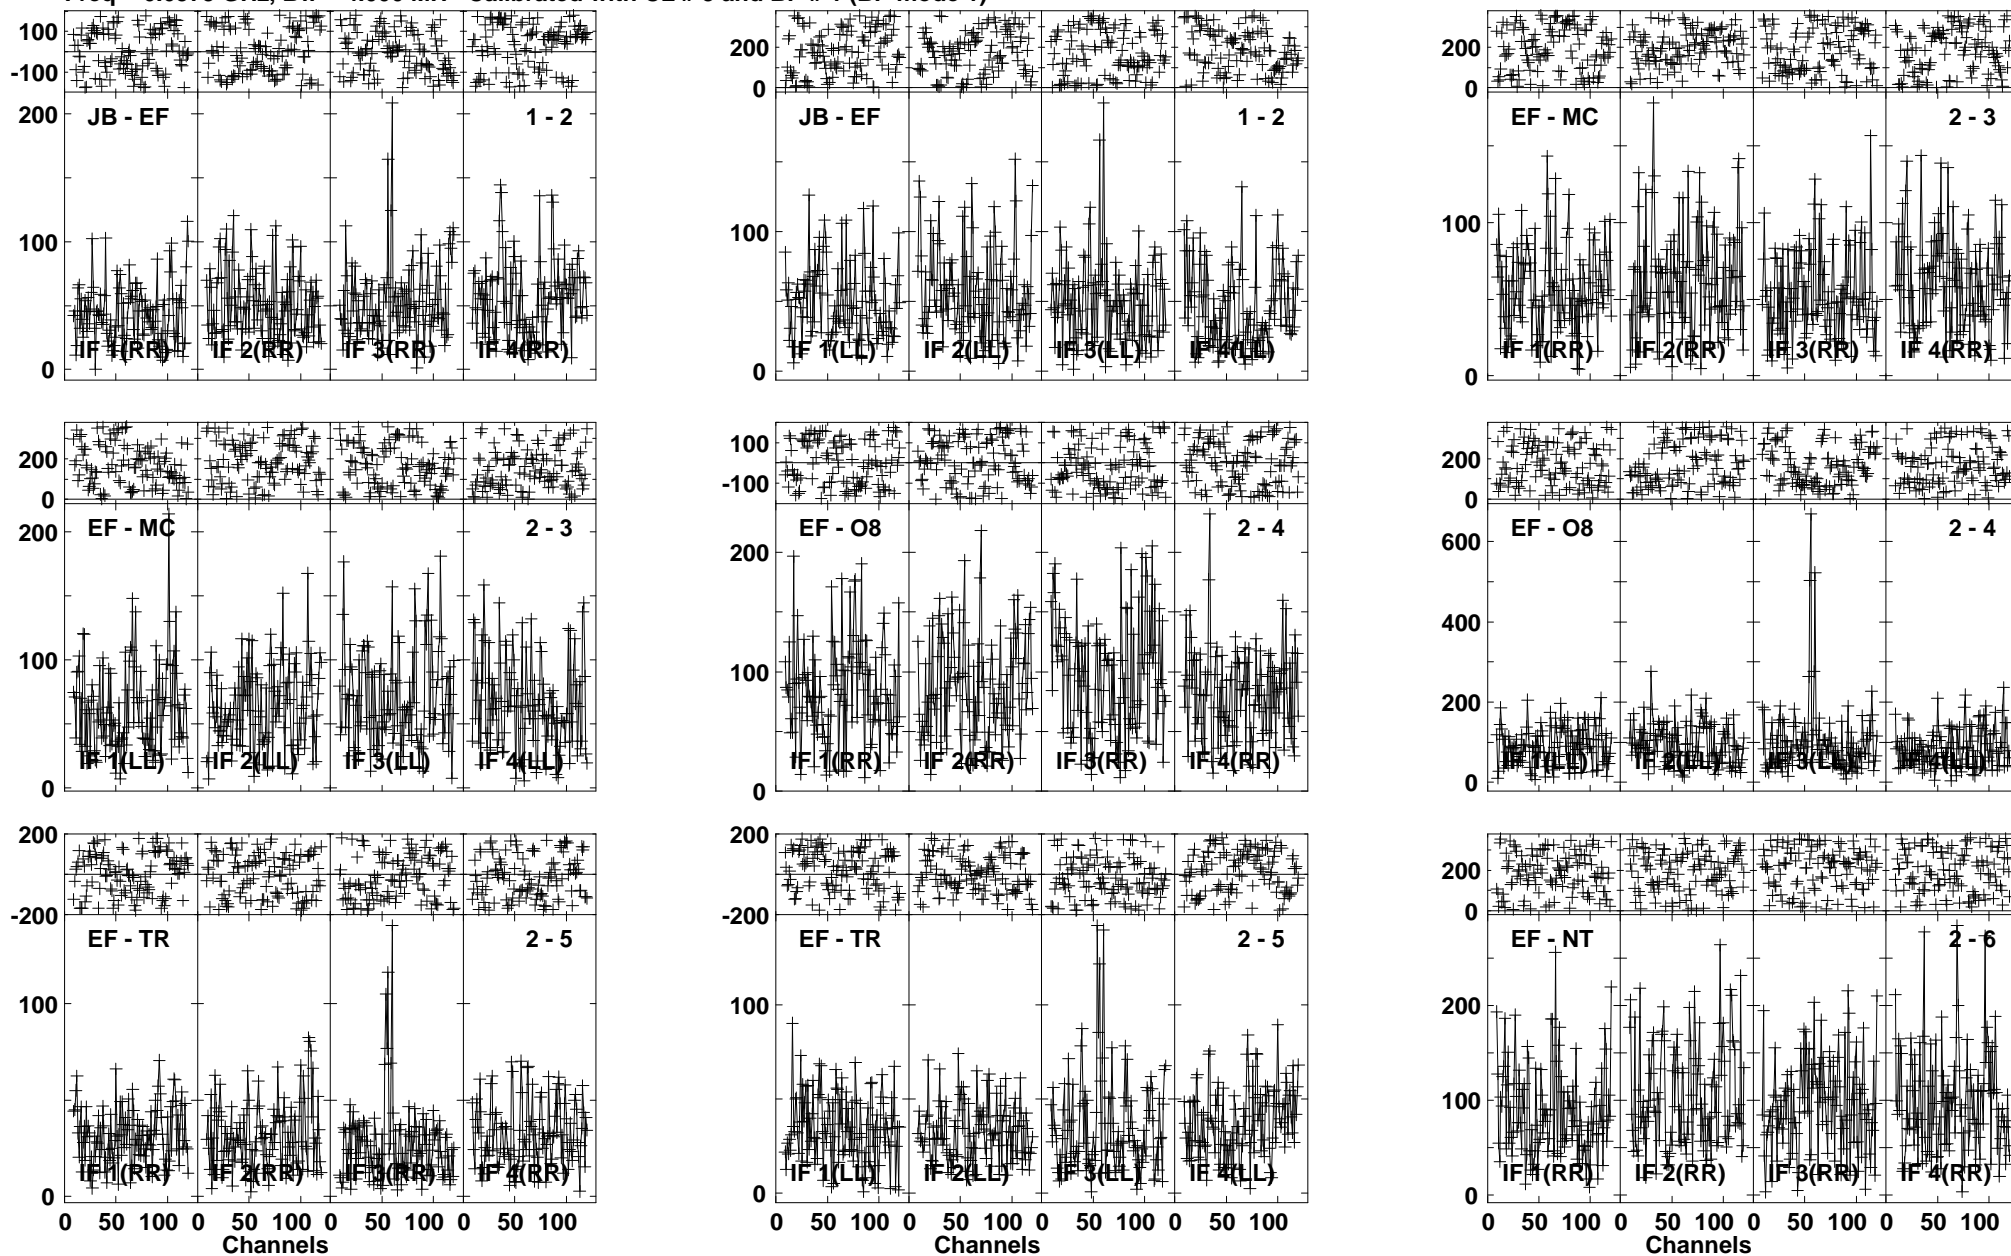 100
-100
200
0
200
0
JB - EF
1 - 2
200
100
0
IF 1(RR)
IF 2(RR)
IF 3(RR)
IF 4(RR)
JB - EF
1 - 2
100
0
IF 1(LL)
IF 2(LL)
IF 3(LL)
IF 4(LL)
EF - MC
2 - 3
100
0
IF 1(RR)
IF 2(RR)
IF 3(RR)
IF 4(RR)
200
0
100
-100
200
0
EF - MC
2 - 3
200
100
0
IF 1(LL)
IF 2(LL)
IF 3(LL)
IF 4(LL)
EF - O8
2 - 4
200
100
0
IF 1(RR)
IF 2(RR)
IF 3(RR)
IF 4(RR)
EF - O8
2 - 4
600
400
200
0
IF 1(LL)
IF 2(LL)
IF 3(LL)
IF 4(LL)
200
-200
200
-200
200
0
EF - TR
2 - 5
100
0
IF 1(RR)
IF 2(RR)
IF 3(RR)
IF 4(RR)
0 50 100 0 50 100 0 50 100 0 50 100
Channels
EF - TR
2 - 5
100
0
IF 1(LL)
IF 2(LL)
IF 3(LL)
IF 4(LL)
0 50 100 0 50 100 0 50 100 0 50 100
Channels
EF - NT
2 - 6
200
100
0
IF 1(RR)
IF 2(RR)
IF 3(RR)
IF 4(RR)
0 50 100 0 50 100 0 50 100 0 50 100
Channels